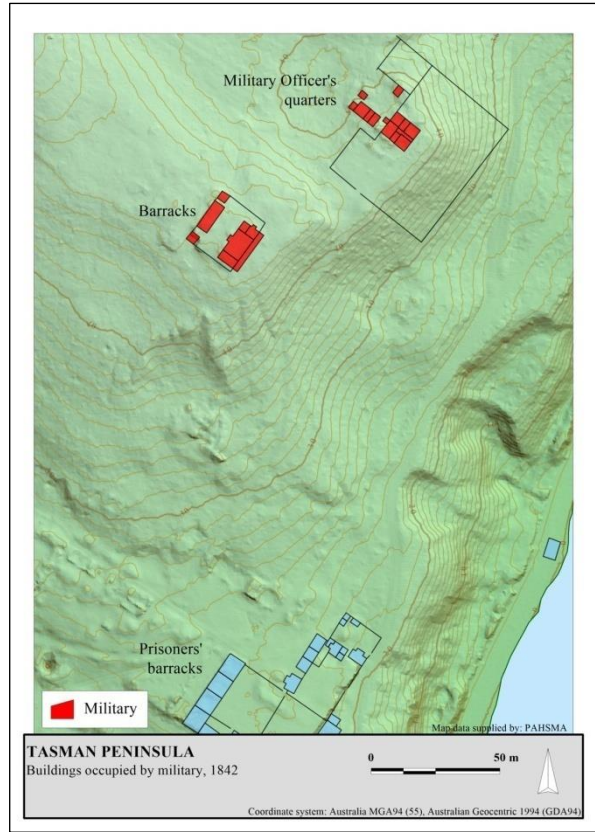 Military Officer's
quarters
Barracks
Prisoners'
barracks
Military
Map data supplied by: PAHSMA
TASMAN PENINSULA
Buildings occupied by military, 1842
0 50 m
Coordinate system: Australia MGA94 (55), Australian Geocentric 1994 (GDA94)